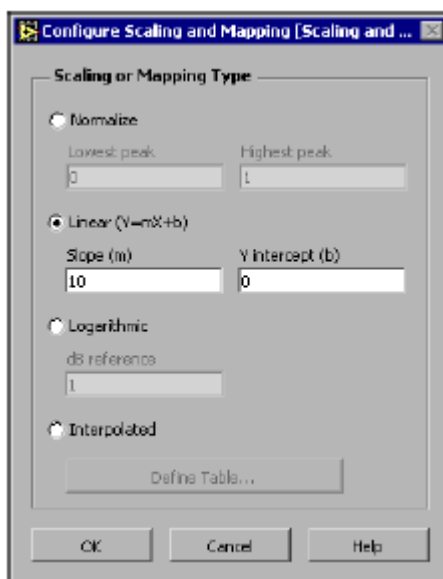 Configure Scaling and Mapping [Scaling and ...
Scaling or Mapping Type
Normalize
Lowest peak Highest peak
0 1
Linear (Y=mX+b)
Slope (m) Y intercept (b)
10 0
Logarithmic
dB reference
1
Interpolated
Define Table...
OK Cancel Help